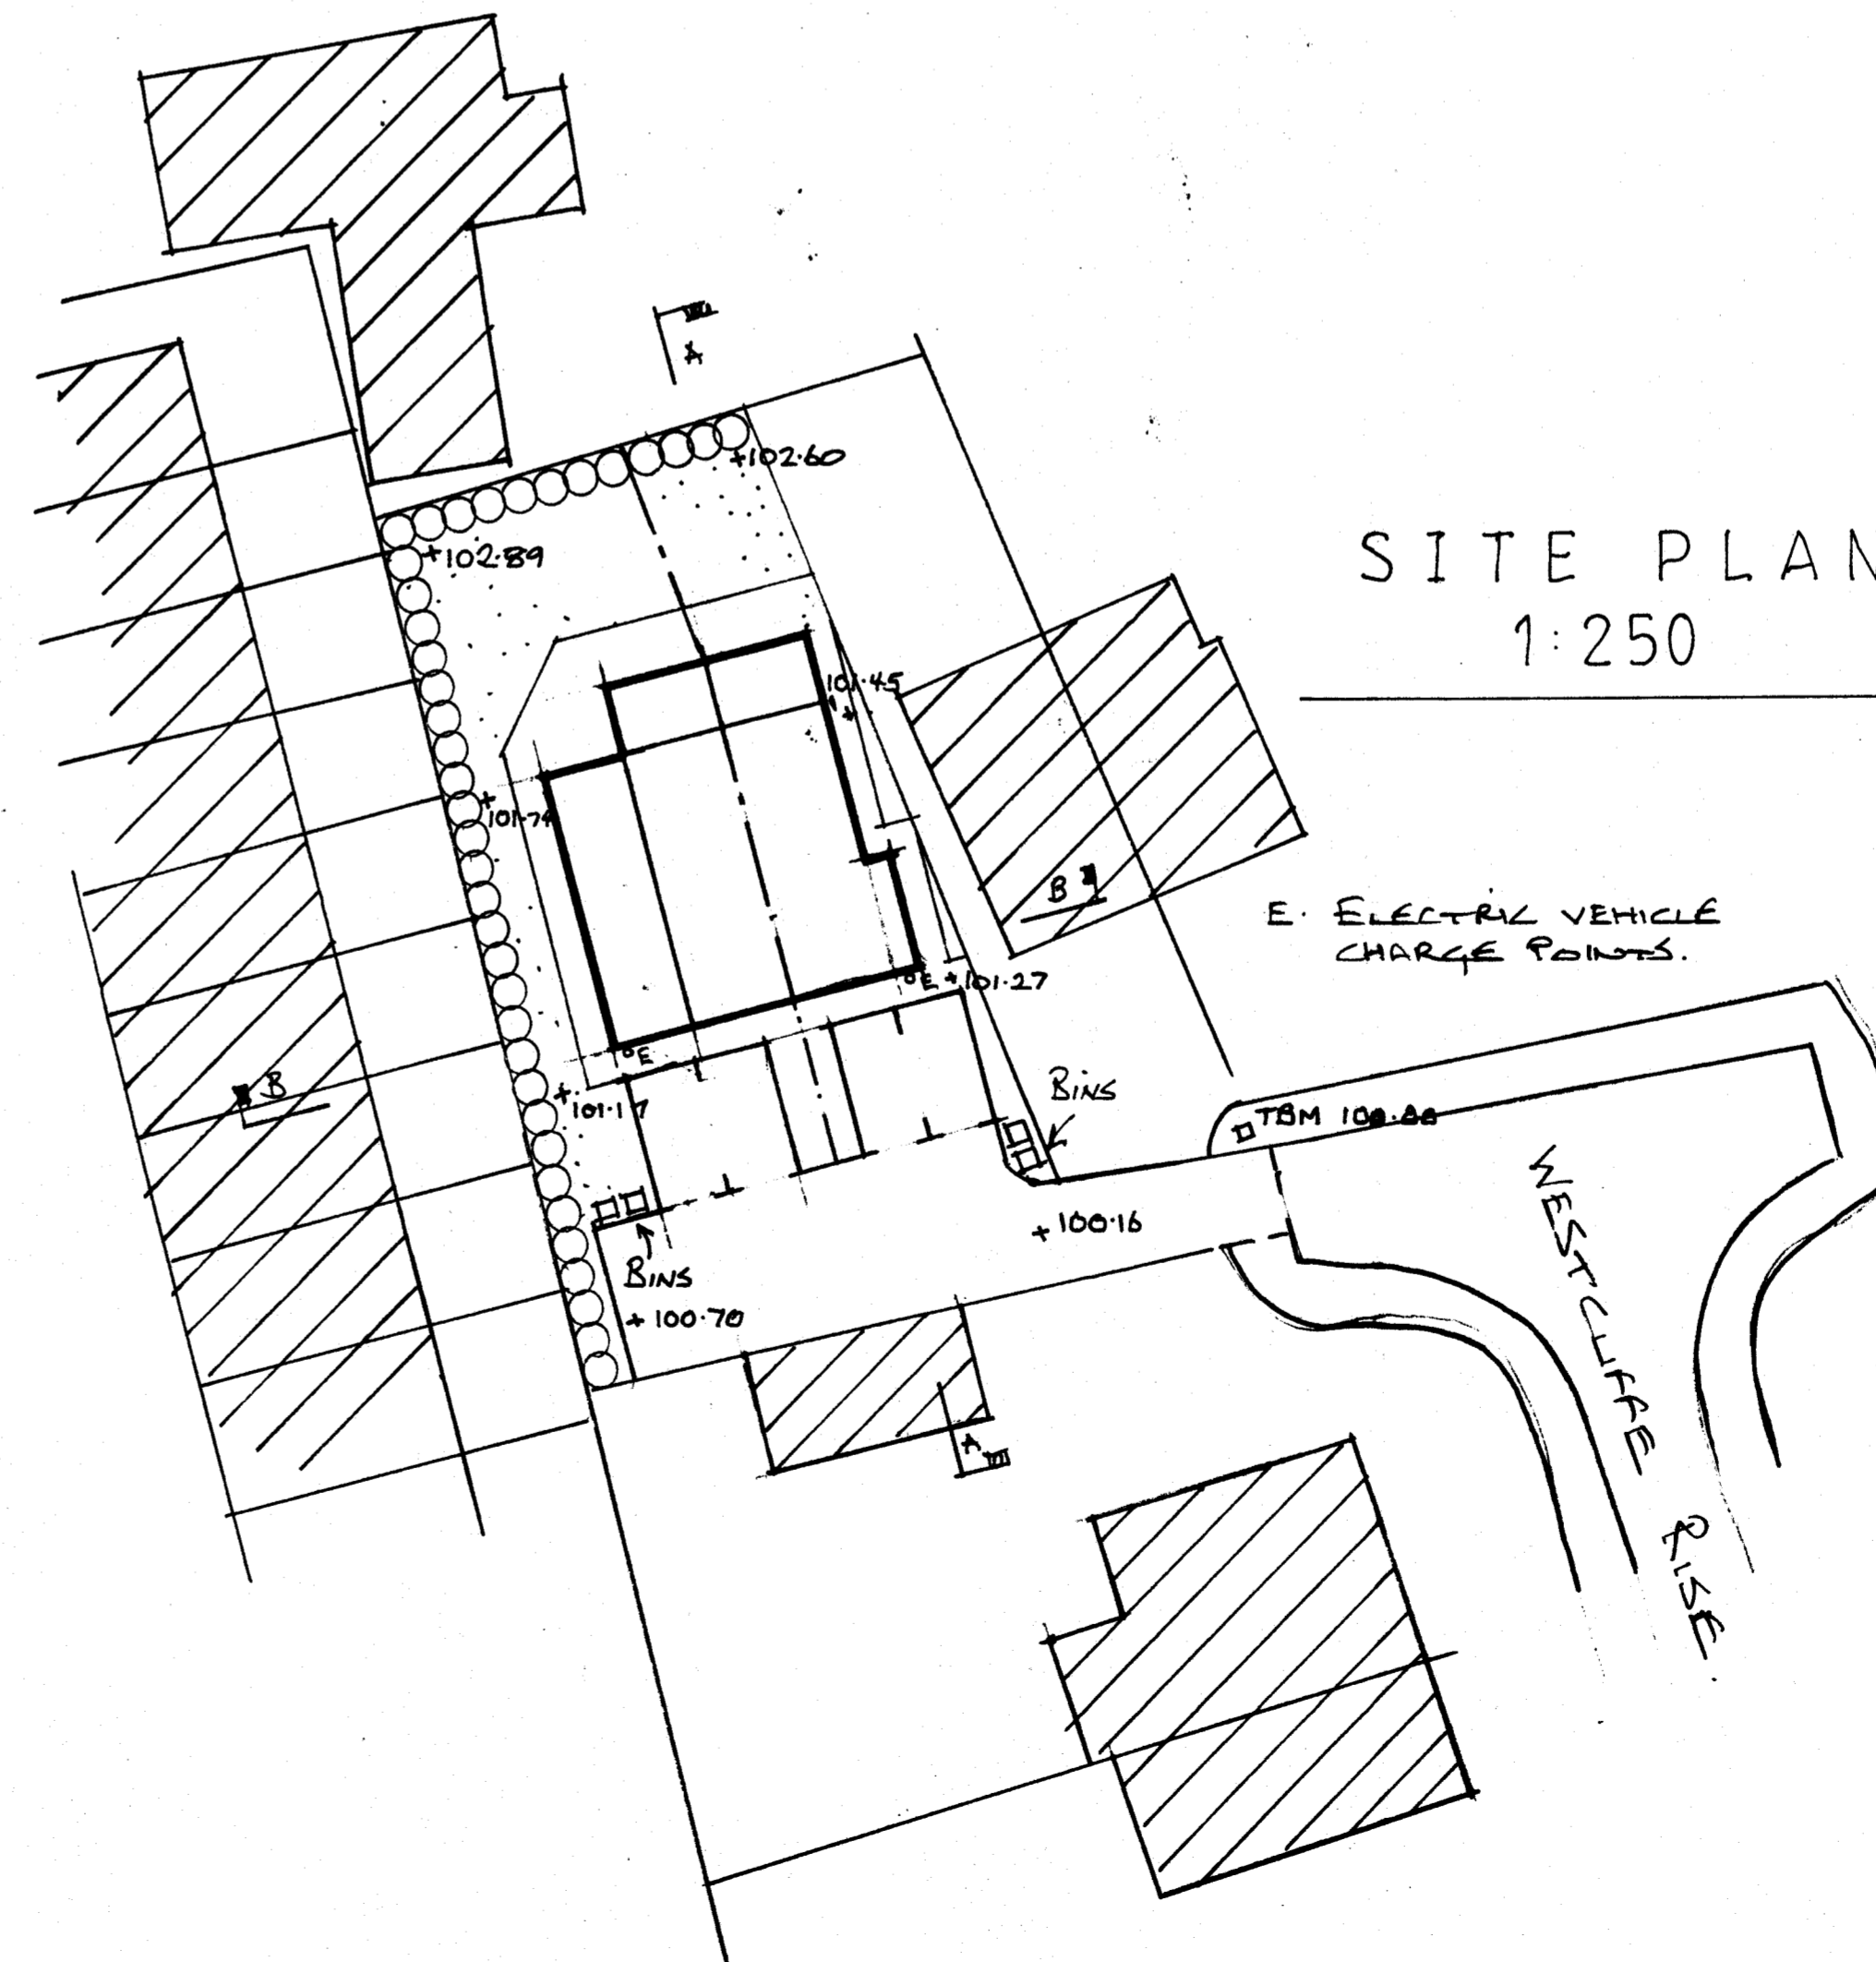 A
+102.60
+102.89
SITE PLAN
1:250
101.45
+
+
101.74
B
E. ELECTRIC VEHICLE
CHARGE POINTS.
°E +101.27
°E
B
+101.17
BINS
TBM 100.00
WESTCLIFFE RISE
+100.16
BINS
+ 100.70
A